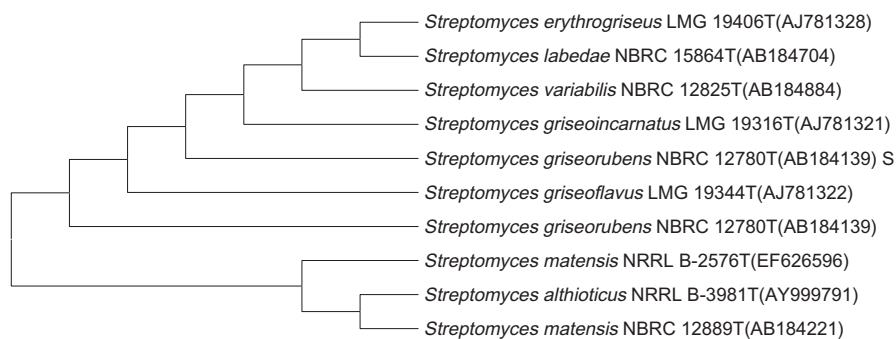 Streptomyces erythrogriseus LMG 19406T(AJ781328)
Streptomyces labedae NBRC 15864T(AB184704)
Streptomyces variabilis NBRC 12825T(AB184884)
Streptomyces griseoincarnatus LMG 19316T(AJ781321)
Streptomyces griseorubens NBRC 12780T(AB184139) S
Streptomyces griseoflavus LMG 19344T(AJ781322)
Streptomyces griseorubens NBRC 12780T(AB184139)
Streptomyces matensis NRRL B-2576T(EF626596)
Streptomyces althioticus NRRL B-3981T(AY999791)
Streptomyces matensis NBRC 12889T(AB184221)